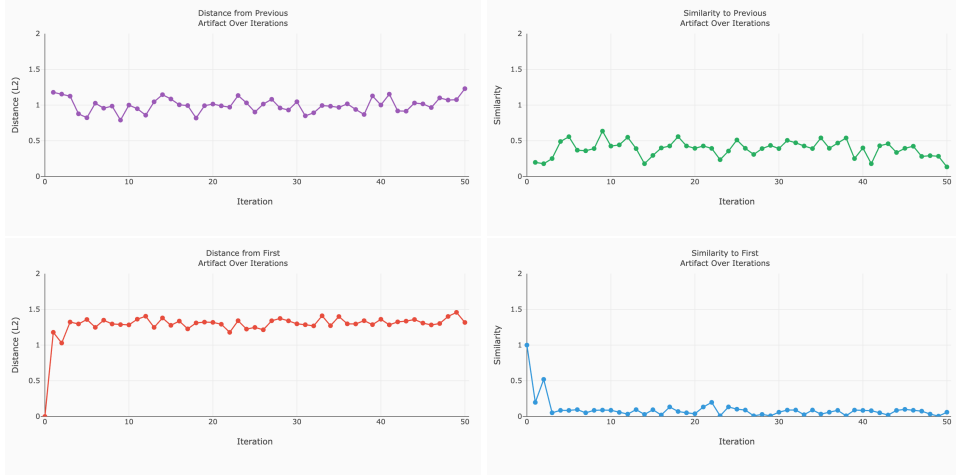 Distance from Previous
Artifact Over Iterations
2
1.5
1
0.5
0
Distance (L2)
0
10
20
30
40
50
Iteration
Similarity to Previous
Artifact Over Iterations
2
1.5
1
0.5
0
Similarity
0
10
20
30
40
50
Iteration
Distance from First
Artifact Over Iterations
2
1.5
1
0.5
0
Distance (L2)
0
10
20
30
40
50
Iteration
Similarity to First
Artifact Over Iterations
2
1.5
1
0.5
0
Similarity
0
10
20
30
40
50
Iteration